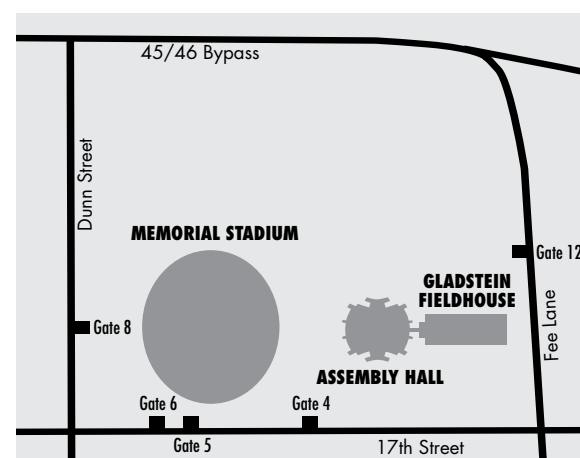 45/46 Bypass
Dunn Street
MEMORIAL STADIUM
Gate 12
GLADSTEIN
FIELDHOUSE
Fee Lane
Gate 8
ASSEMBLY HALL
Gate 6
Gate 4
Gate 5
17th Street